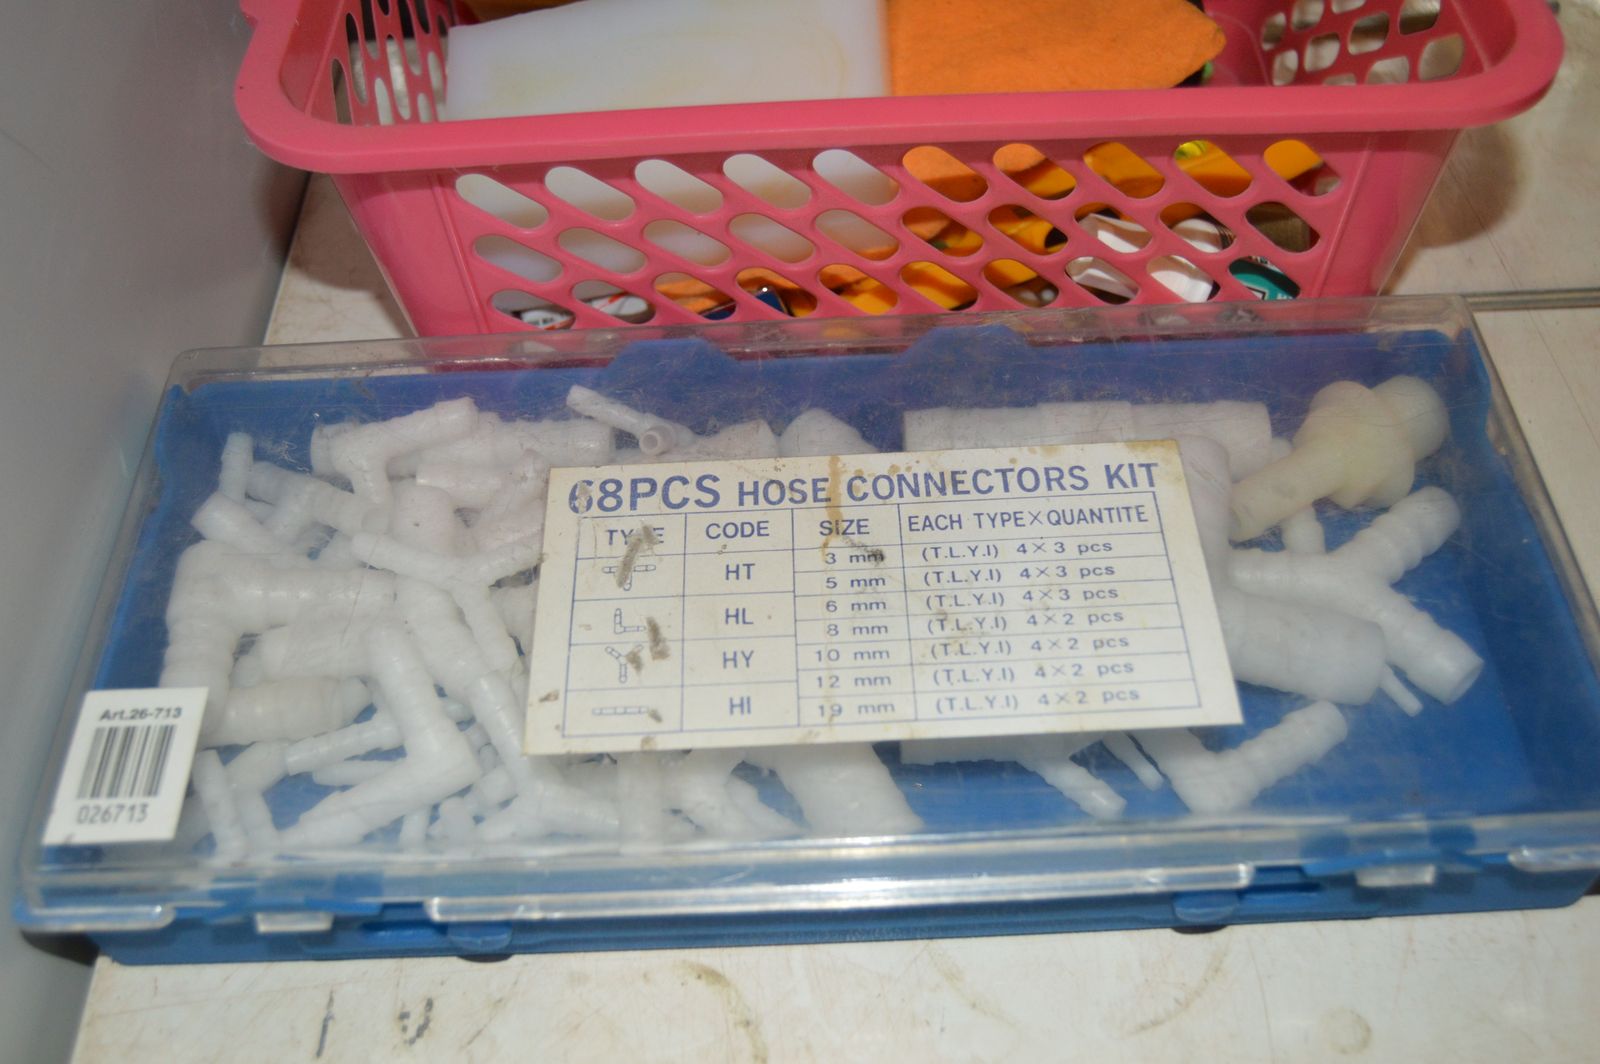 68PCS HOSE CONNECTORS KIT
TYPE CODE SIZE EACH TYPE×QUANTITE
HT
HL
HY
HI
3 mm (T.L.Y.I) 4×3 pcs
5 mm (T.L.Y.I) 4×3 pcs
6 mm (T.L.Y.I) 4×3 pcs
8 mm (T.L.Y.I) 4×2 pcs
10 mm (T.L.Y.I) 4×2 pcs
12 mm (T.L.Y.I) 4×2 pcs
19 mm (T.L.Y.I) 4×2 pcs
Art.26-713
026713